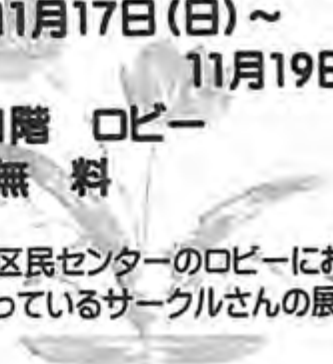 11月17日(日)~
11月19日
1階 ロビー
無 料
区民センターのロビーにお
っているサークルさんの展